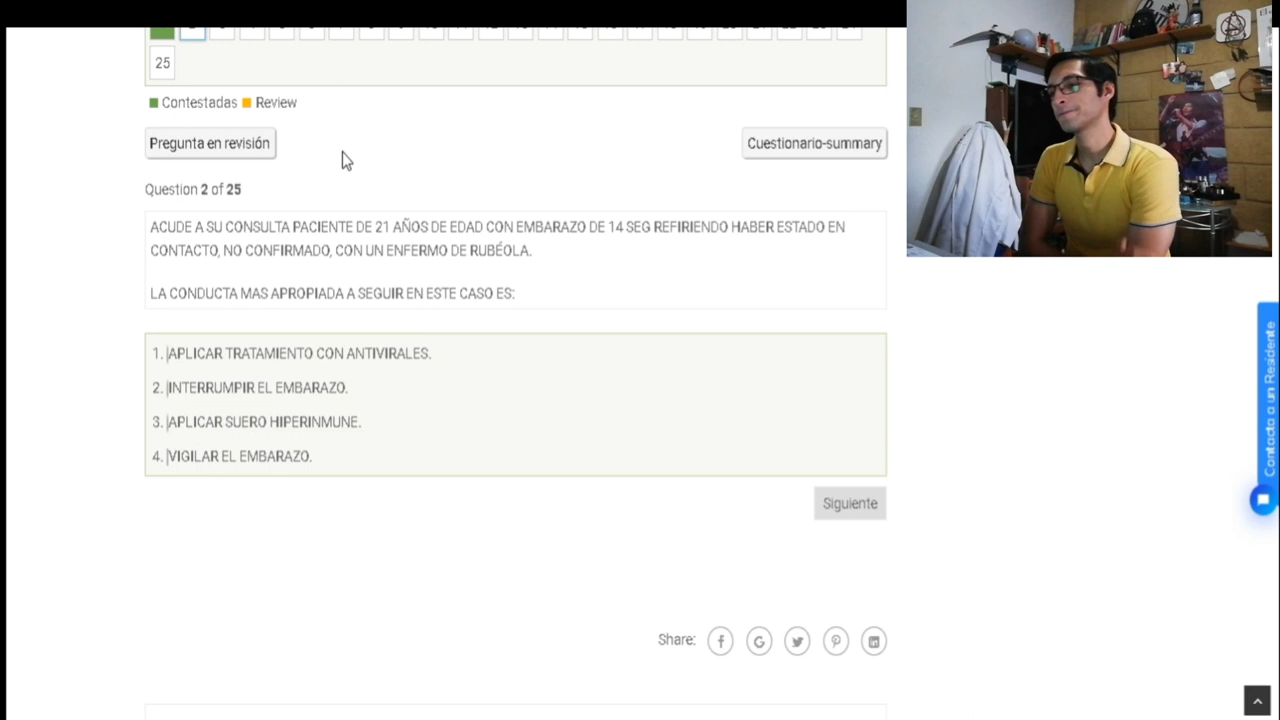 25
Contestadas Review
Pregunta en revisión
Cuestionario-summary
Question 2 of 25
ACUDE A SU CONSULTA PACIENTE DE 21 AÑOS DE EDAD CON EMBARAZO DE 14 SEG REFIRIENDO HABER ESTADO EN
CONTACTO, NO CONFIRMADO, CON UN ENFERMO DE RUBÉOLA.
LA CONDUCTA MAS APROPIADA A SEGUIR EN ESTE CASO ES:
1. APLICAR TRATAMIENTO CON ANTIVIRALES.
2. INTERRUMPIR EL EMBARAZO.
3. APLICAR SUERO HIPERINMUNE.
4. VIGILAR EL EMBARAZO.
Siguiente
Contacta a un Residente
Share: